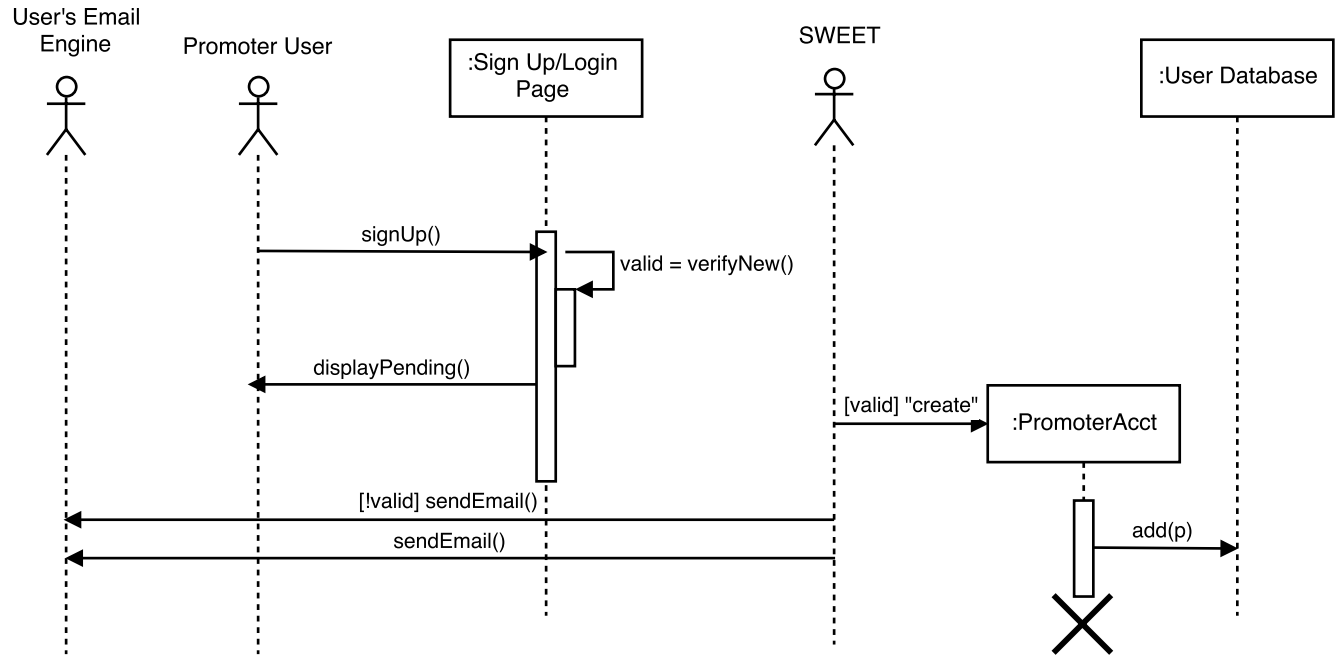 User's Email
Engine
Promoter User
:Sign Up/Login
Page
SWEET
:User Database
signUp()
valid = verifyNew()
displayPending()
[valid] "create"
:PromoterAcct
[!valid] sendEmail()
add(p)
sendEmail()